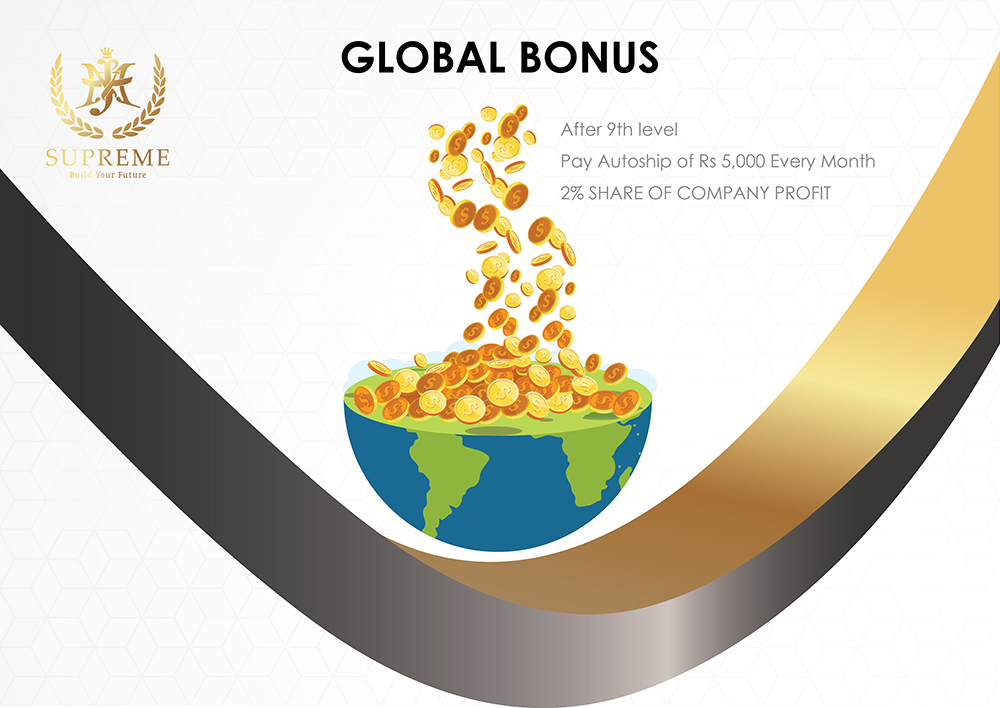 GLOBAL BONUS
SUPREME
Build Your Future
After 9th level
Pay Autoship of Rs 5,000 Every Month
2% SHARE OF COMPANY PROFIT